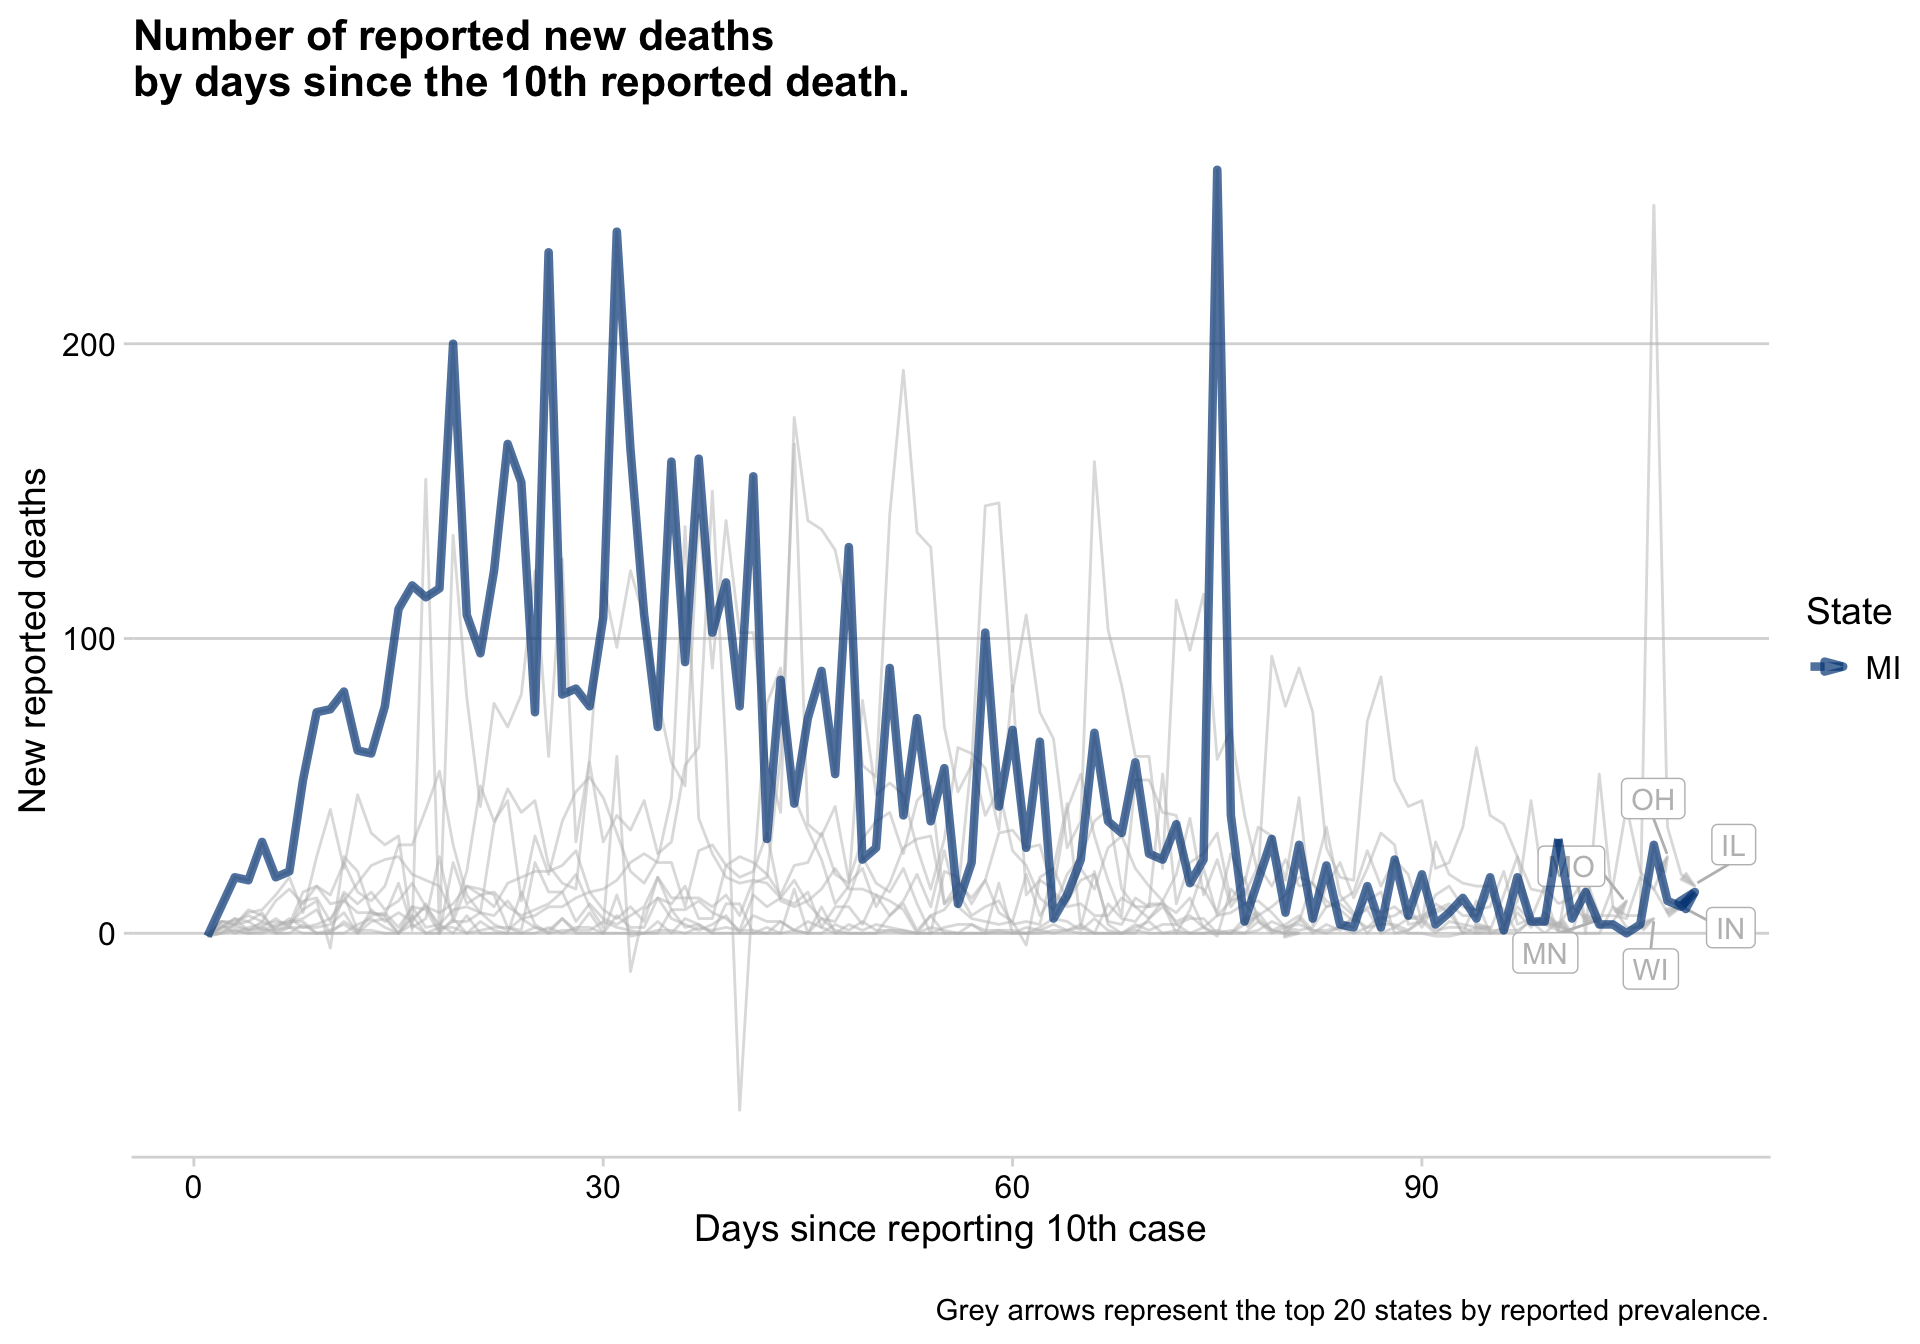 Number of reported new deaths
by days since the 10th reported death.
New reported deaths
200
100
0
0
30
60
90
Days since reporting 10th case
OH
IL
MO
IN
MN
WI
State
MI
Grey arrows represent the top 20 states by reported prevalence.